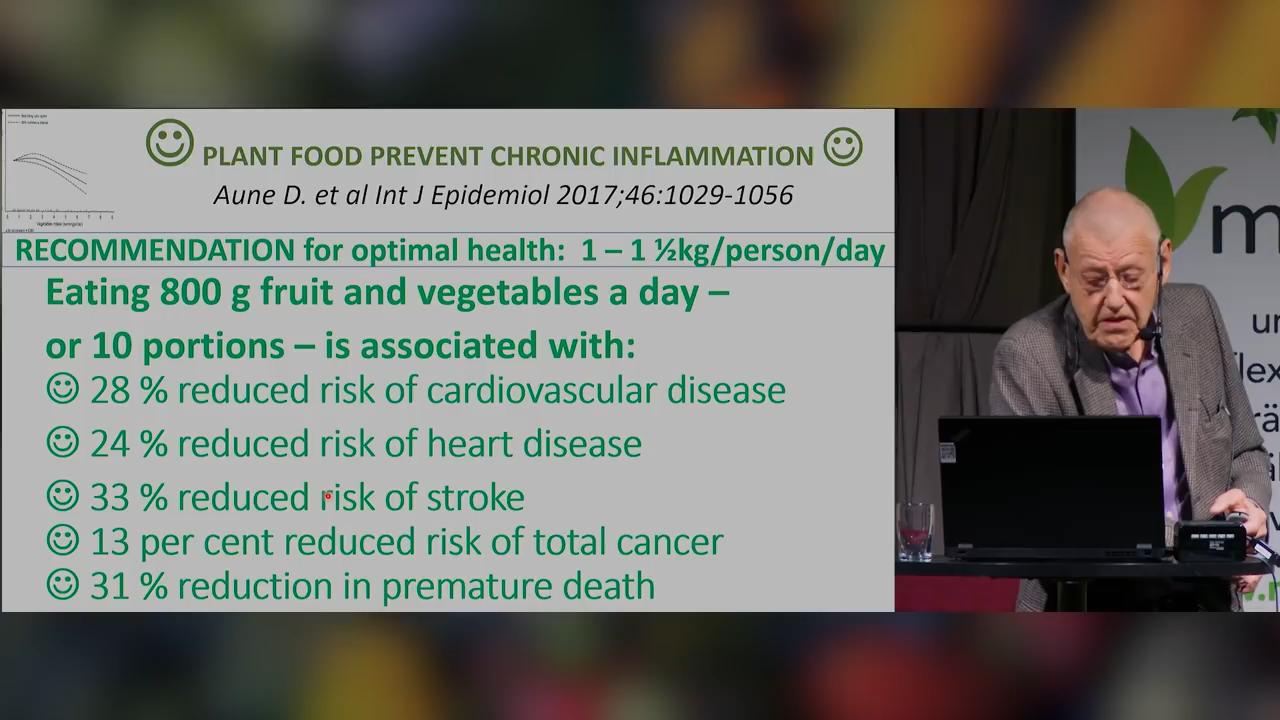 PLANT FOOD PREVENT CHRONIC INFLAMMATION
Aune D. et al Int J Epidemiol 2017;46:1029-1056
RECOMMENDATION for optimal health: 1 – 1 ½kg/person/day
Eating 800 g fruit and vegetables a day –
or 10 portions – is associated with:
28 % reduced risk of cardiovascular disease
24 % reduced risk of heart disease
33 % reduced risk of stroke
13 per cent reduced risk of total cancer
31 % reduction in premature death
m
ur
lex
rä